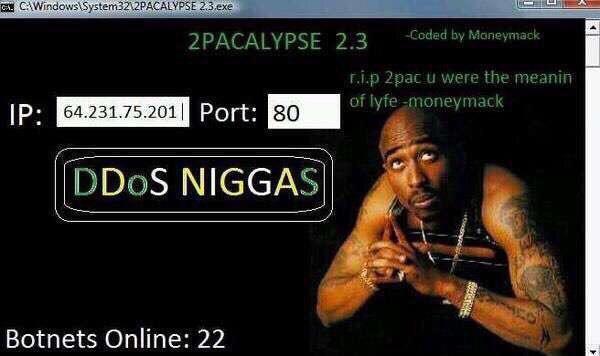 C:\Windows\System32\2PACALYPSE 2.3.exe
2PACALYPSE 2.3
-Coded by Moneymack
r.i.p 2pac u were the meanin
of lyfe -moneymack
IP: 64.231.75.201 Port: 80
DDoS NIGGAS
Botnets Online: 22